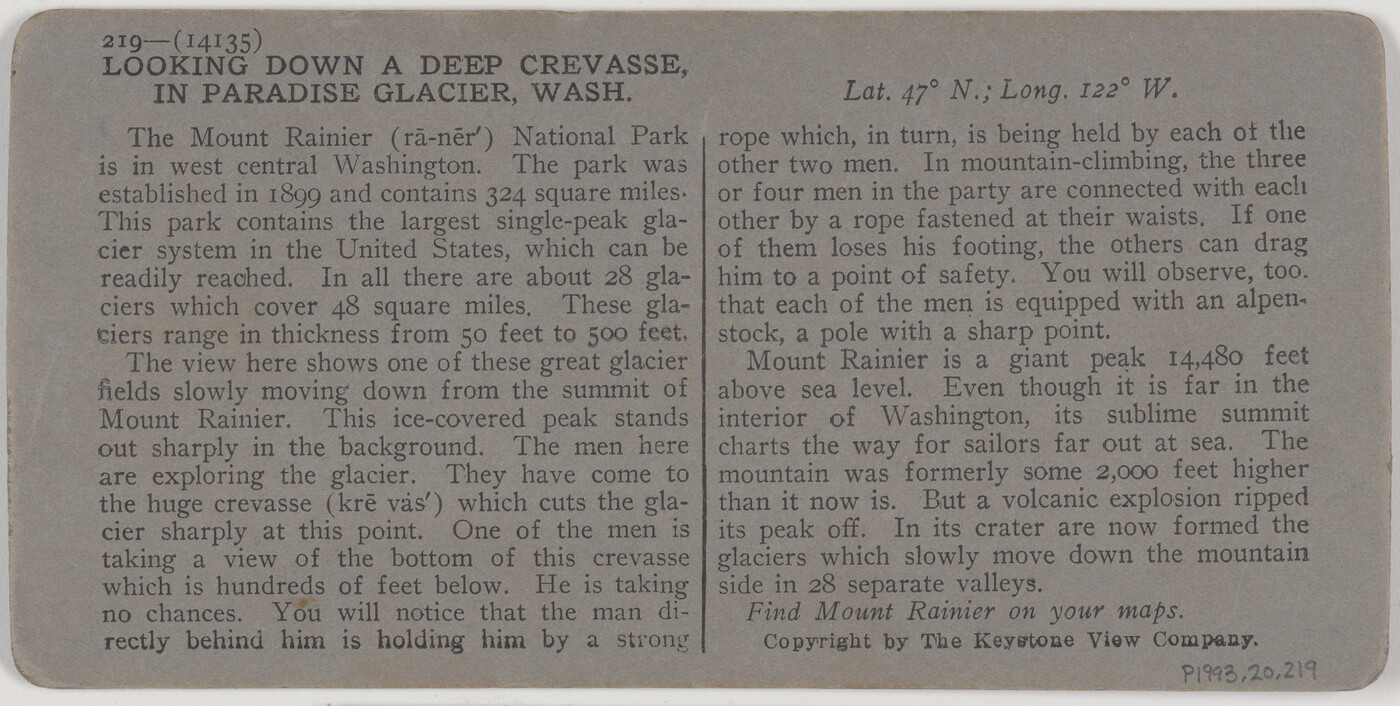 219—(14135)
LOOKING DOWN A DEEP CREVASSE,
IN PARADISE GLACIER, WASH.
The Mount Rainier (rā-nēr′) National Park
is in west central Washington. The park was
established in 1899 and contains 324 square miles.
This park contains the largest single-peak gla-
cier system in the United States, which can be
readily reached. In all there are about 28 gla-
ciers which cover 48 square miles. These gla-
ciers range in thickness from 50 feet to 500 feet.
The view here shows one of these great glacier
fields slowly moving down from the summit of
Mount Rainier. This ice-covered peak stands
out sharply in the background. The men here
are exploring the glacier. They have come to
the huge crevasse (krē vȧs′) which cuts the gla-
cier sharply at this point. One of the men is
taking a view of the bottom of this crevasse
which is hundreds of feet below. He is taking
no chances. You will notice that the man di-
rectly behind him is holding him by a strong
Lat. 47° N.; Long. 122° W.
rope which, in turn, is being held by each of the
other two men. In mountain-climbing, the three
or four men in the party are connected with each
other by a rope fastened at their waists. If one
of them loses his footing, the others can drag
him to a point of safety. You will observe, too.
that each of the men is equipped with an alpen-
stock, a pole with a sharp point.
Mount Rainier is a giant peak 14,480 feet
above sea level. Even though it is far in the
interior of Washington, its sublime summit
charts the way for sailors far out at sea. The
mountain was formerly some 2,000 feet higher
than it now is. But a volcanic explosion ripped
its peak off. In its crater are now formed the
glaciers which slowly move down the mountain
side in 28 separate valleys.
Find Mount Rainier on your maps.
Copyright by The Keystone View Company.
P1993.20.219